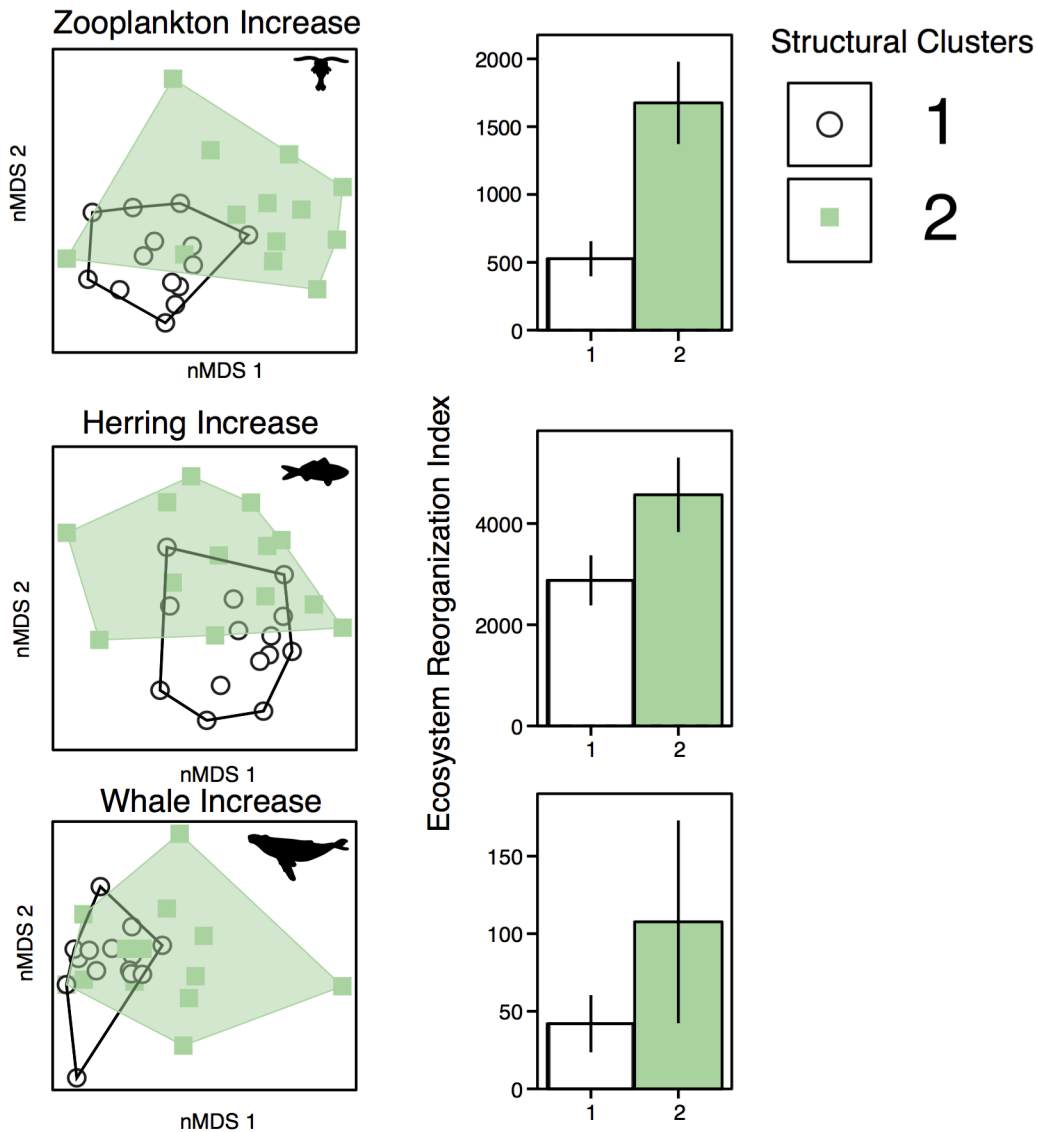 Zooplankton Increase
nMDS 2
nMDS 1
2000
1500
1000
500
0
1 2
Structural Clusters
1
2
Herring Increase
nMDS 2
nMDS 1
Ecosystem Reorganization Index
4000
2000
0
1 2
Whale Increase
nMDS 2
nMDS 1
150
100
50
0
1 2